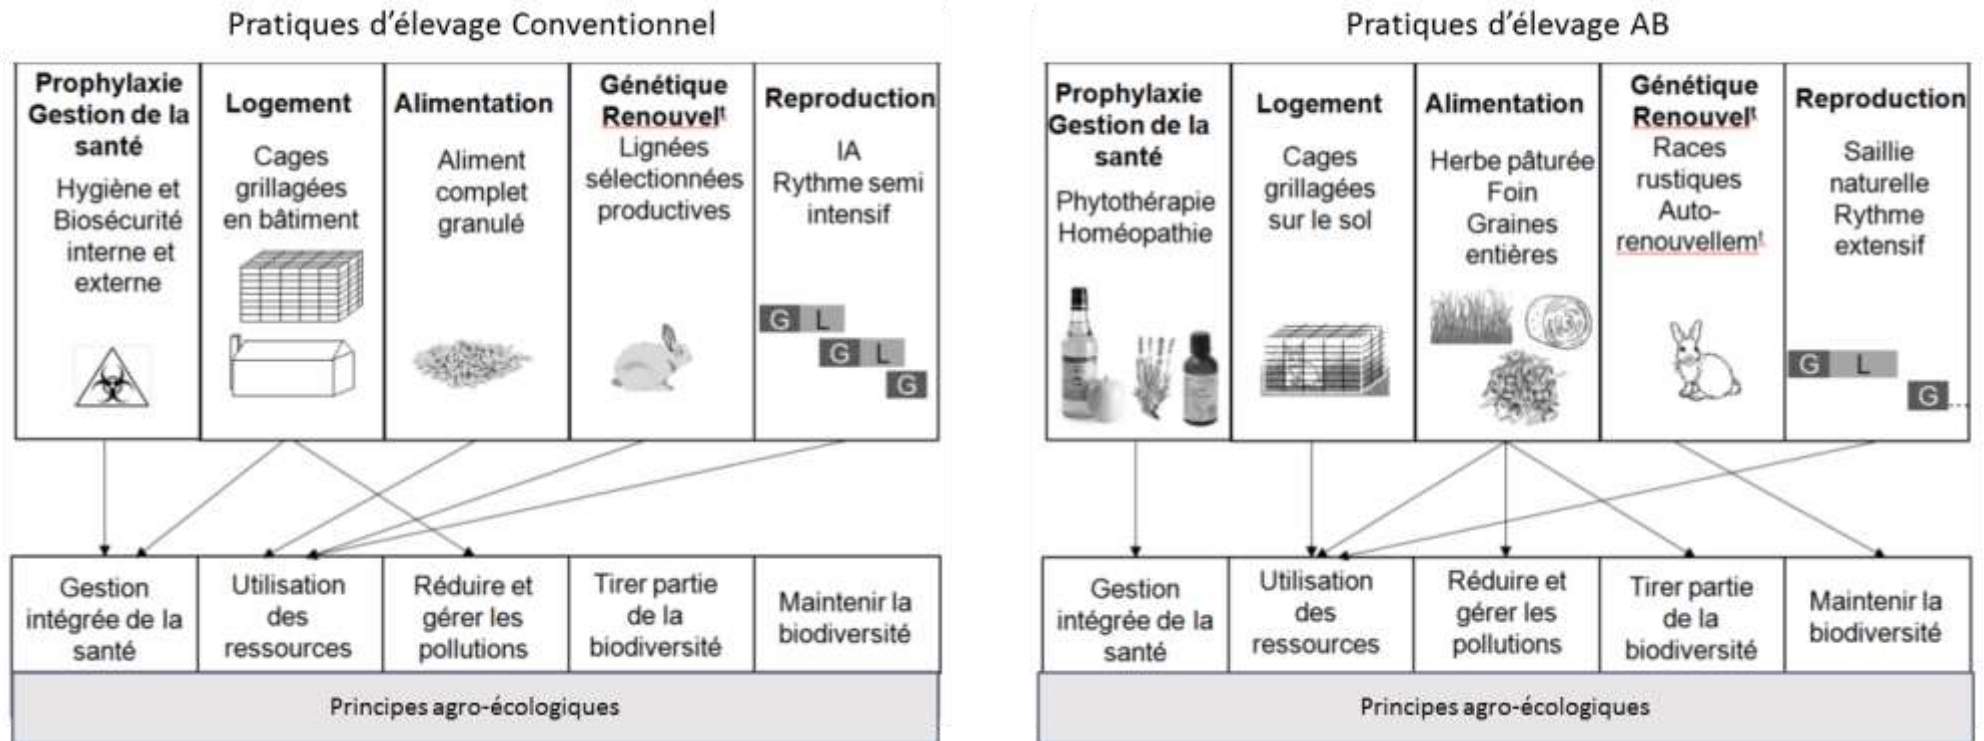 Pratiques d'élevage Conventionnel
Prophylaxie
Gestion de la
santé
Hygiène et
Biosécurité
interne et
externe
Logement
Cages
grillagées
en bâtiment
Alimentation
Aliment
complet
granulé
Génétique
Renouvelt
Lignées
sélectionnées
productives
Reproduction
IA
Rythme semi
intensif
G L
G L
G
Gestion
intégrée de la
santé
Utilisation
des
ressources
Réduire et
gérer les
pollutions
Tirer partie
de la
biodiversité
Maintenir la
biodiversité
Principes agro-écologiques
Pratiques d'élevage AB
Prophylaxie
Gestion de la
santé
Phytothérapie
Homéopathie
Logement
Cages
grillagées
sur le sol
Alimentation
Herbe pâturée
Foin
Graines
entières
Génétique
Renouvelt
Races
rustiques
Auto-
renouvellemt
Reproduction
Saillie
naturelle
Rythme
extensif
G L
G
Gestion
intégrée de la
santé
Utilisation
des
ressources
Réduire et
gérer les
pollutions
Tirer partie
de la
biodiversité
Maintenir la
biodiversité
Principes agro-écologiques